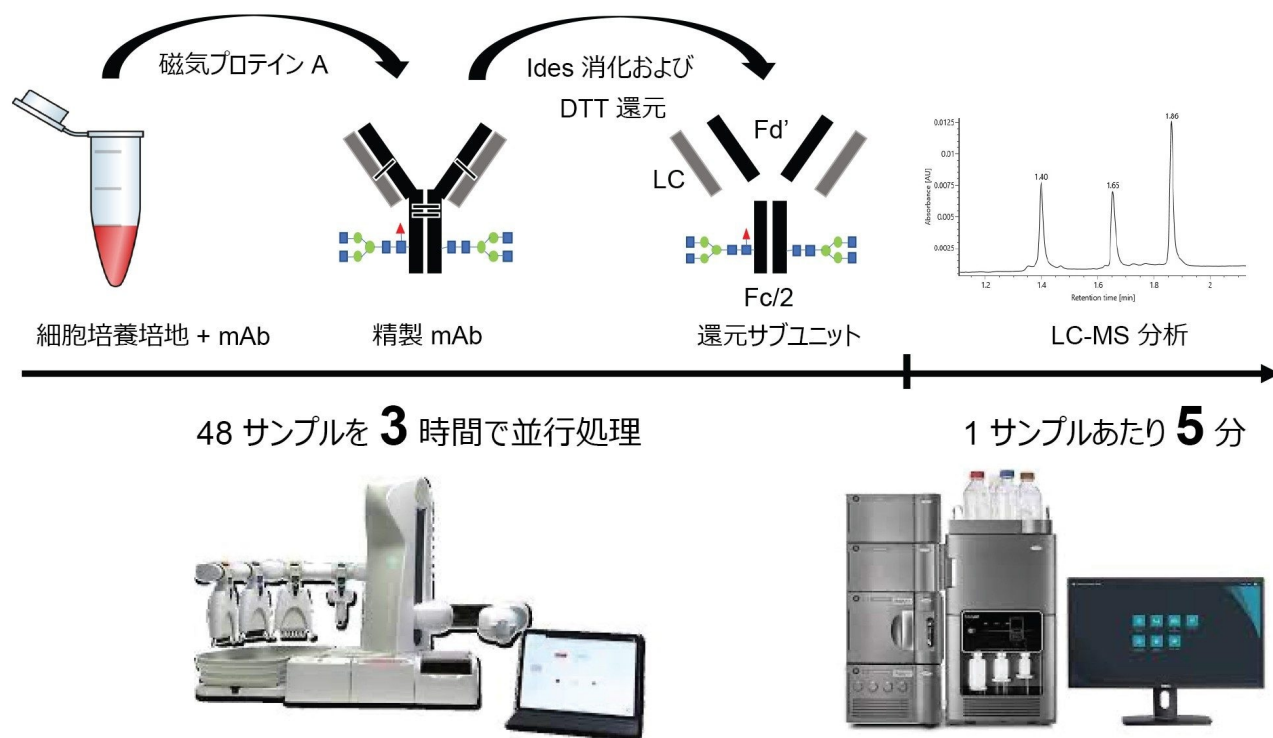 磁気プロテイン A
Ides 消化および
DTT 還元
Fd’
LC
Fc/2
0.0125
0.01
0.0075
0.005
0.0025
Absorbance [AU]
1.40
1.65
1.86
1.2
1.4
1.6
1.8
2
Retention time [min]
細胞培養培地 + mAb
精製 mAb
還元サブユニット
LC-MS 分析
48 サンプルを 3 時間で並行処理
1 サンプルあたり 5 分